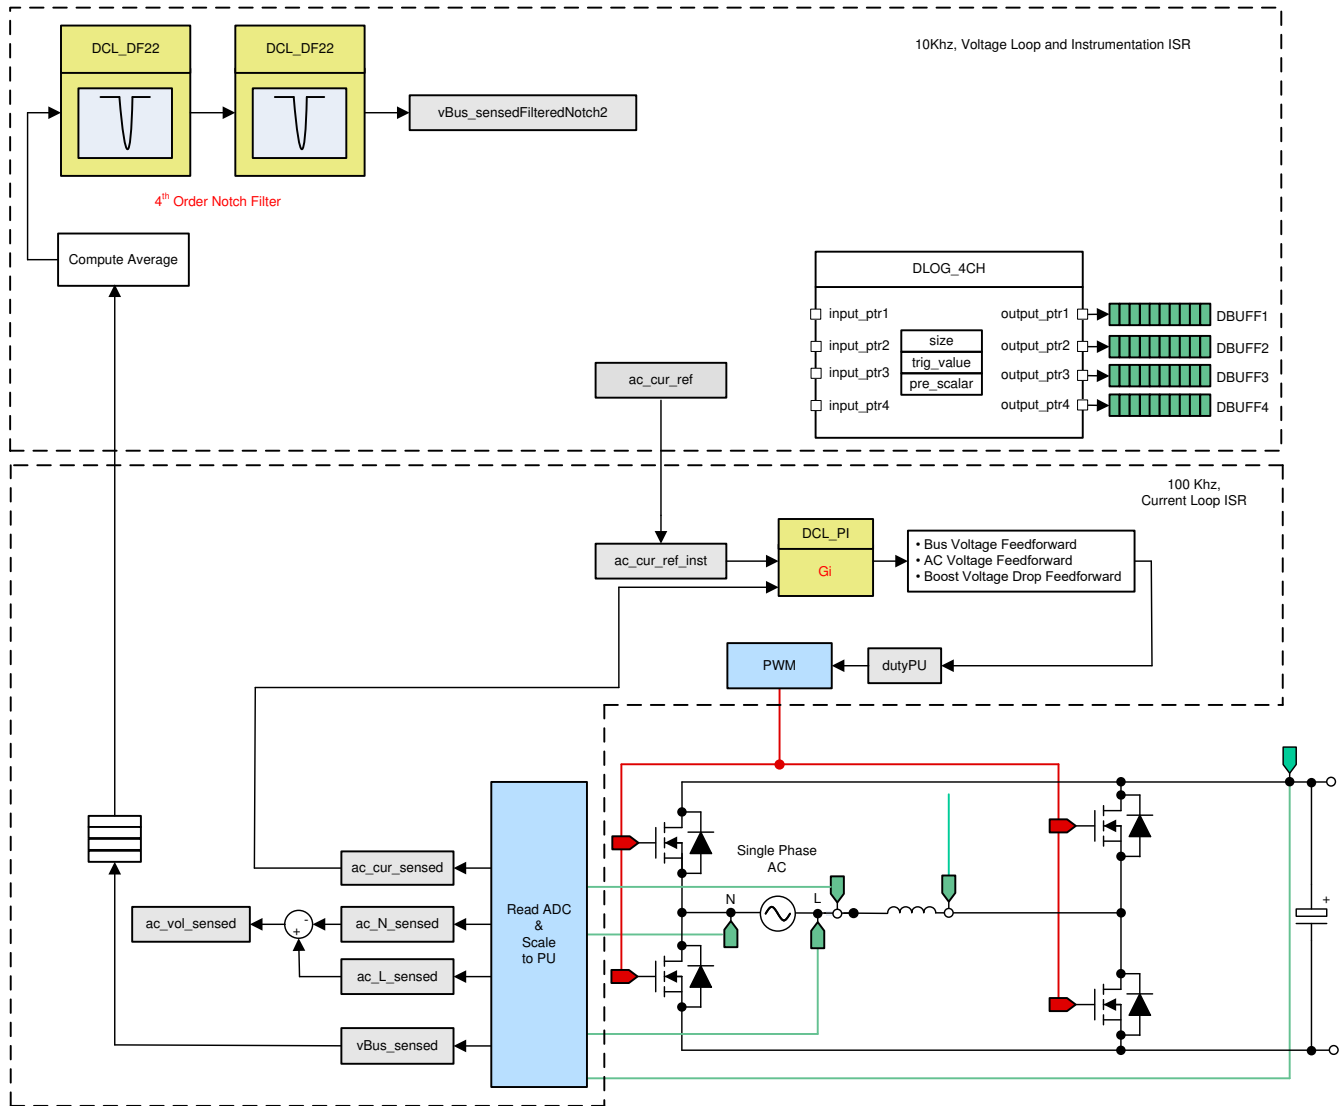 DCL_DF22
DCL_DF22
10Khz, Voltage Loop and Instrumentation ISR
vBus_sensedFilteredNotch2
4th Order Notch Filter
Compute Average
DLOG_4CH
input_ptr1
output_ptr1
DBUFF1
input_ptr2
size
output_ptr2
DBUFF2
trig_value
input_ptr3
output_ptr3
DBUFF3
pre_scalar
input_ptr4
output_ptr4
DBUFF4
ac_cur_ref
100 Khz,
Current Loop ISR
DCL_PI
ac_cur_ref_inst
Gi
• Bus Voltage Feedforward
• AC Voltage Feedforward
• Boost Voltage Drop Feedforward
PWM
dutyPU
Single Phase
AC
ac_cur_sensed
N
L
+
ac_vol_sensed
-
+
ac_N_sensed
Read ADC
&
Scale
to PU
ac_L_sensed
vBus_sensed